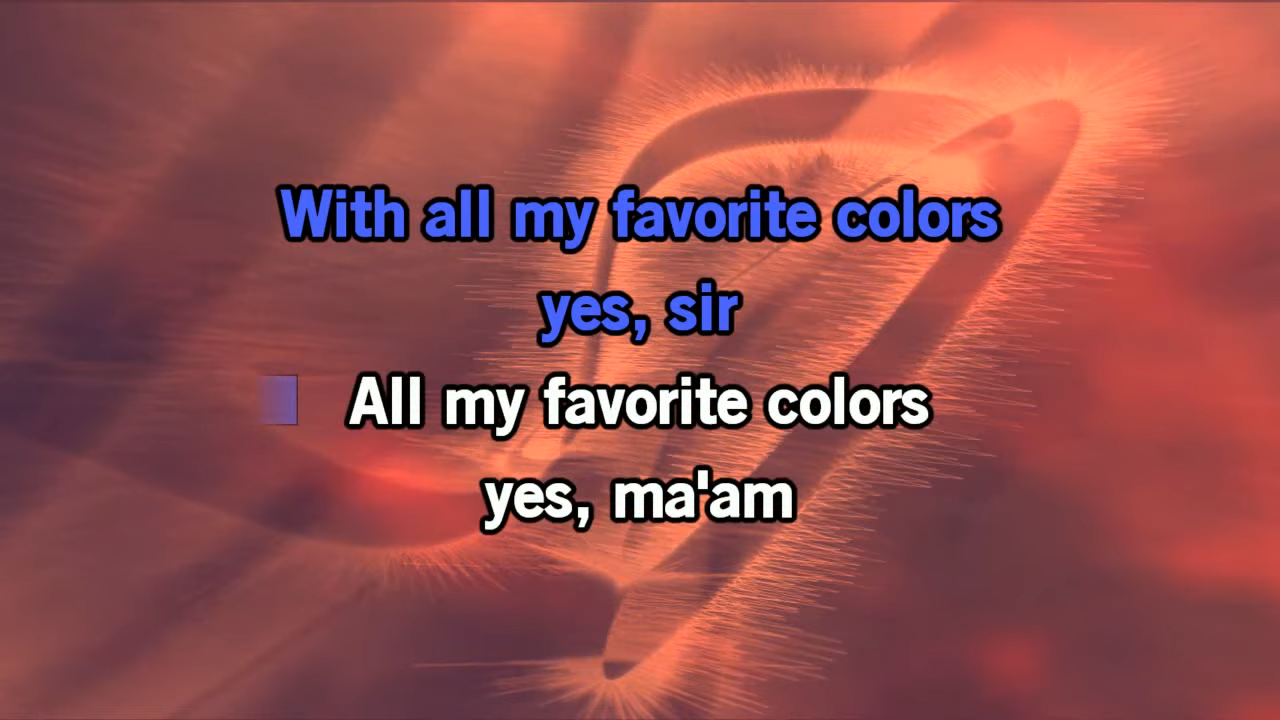 With all my favorite colors
yes, sir
All my favorite colors
yes, ma'am